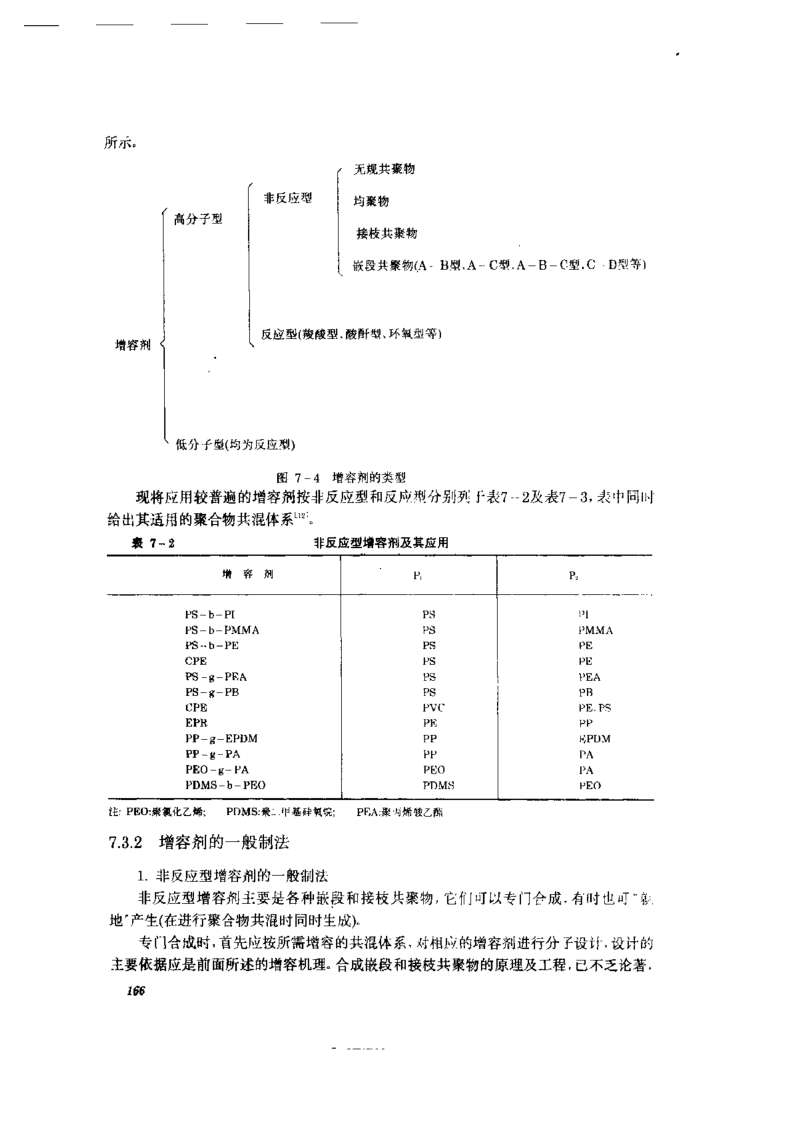 所示。
无规共聚物
非反应型
均聚物
高分子型
接枝共聚物
嵌段共聚物(A-B型、A-C型、A-B-C型、C-D型等)
反应型(羧酸型、酸酐型、环氧型等)
增容剂
低分子型(均为反应型)
图 7-4 增容剂的类型
现将应用较普遍的增容剂按非反应型和反应型分别列于表7-2及表7-3,表中同时
给出其适用的聚合物共混体系[12]。
表 7-2 非反应型增容剂及其应用
增 容 剂 P₁ P₂
PS-b-PI PS PI
PS-b-PMMA PS PMMA
PS-b-PE PS PE
CPE PS PE
PS-g-PEA PS PEA
PS-g-PB PS PB
CPE PVC PE、PS
EPR PE PP
PP-g-EPDM PP EPDM
PP-g-PA PP PA
PEO-g-PA PEO PA
PDMS-b-PEO PDMS PEO
注: PEO:聚氧化乙烯; PDMS:聚二甲基硅氧烷; PEA:聚丙烯酸乙酯
7.3.2 增容剂的一般制法
1. 非反应型增容剂的一般制法
非反应型增容剂主要是各种嵌段和接枝共聚物,它们可以专门合成,有时也可“就
地”产生(在进行聚合物共混时同时生成)。
专门合成时,首先应按所需增容的共混体系,对相应的增容剂进行分子设计,设计的
主要依据应是前面所述的增容机理。合成嵌段和接枝共聚物的原理及工程,已不乏论著,
166